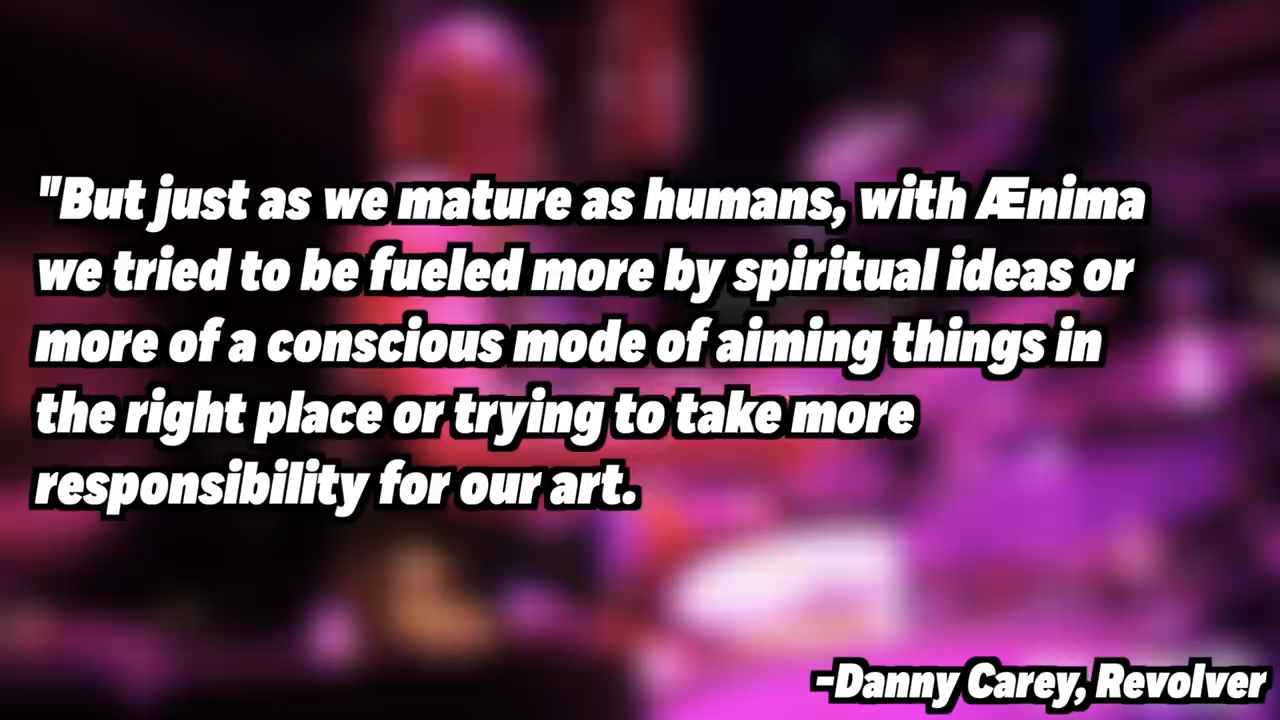 "But just as we mature as humans, with Ænima
we tried to be fueled more by spiritual ideas or
more of a conscious mode of aiming things in
the right place or trying to take more
responsibility for our art.
-Danny Carey, Revolver